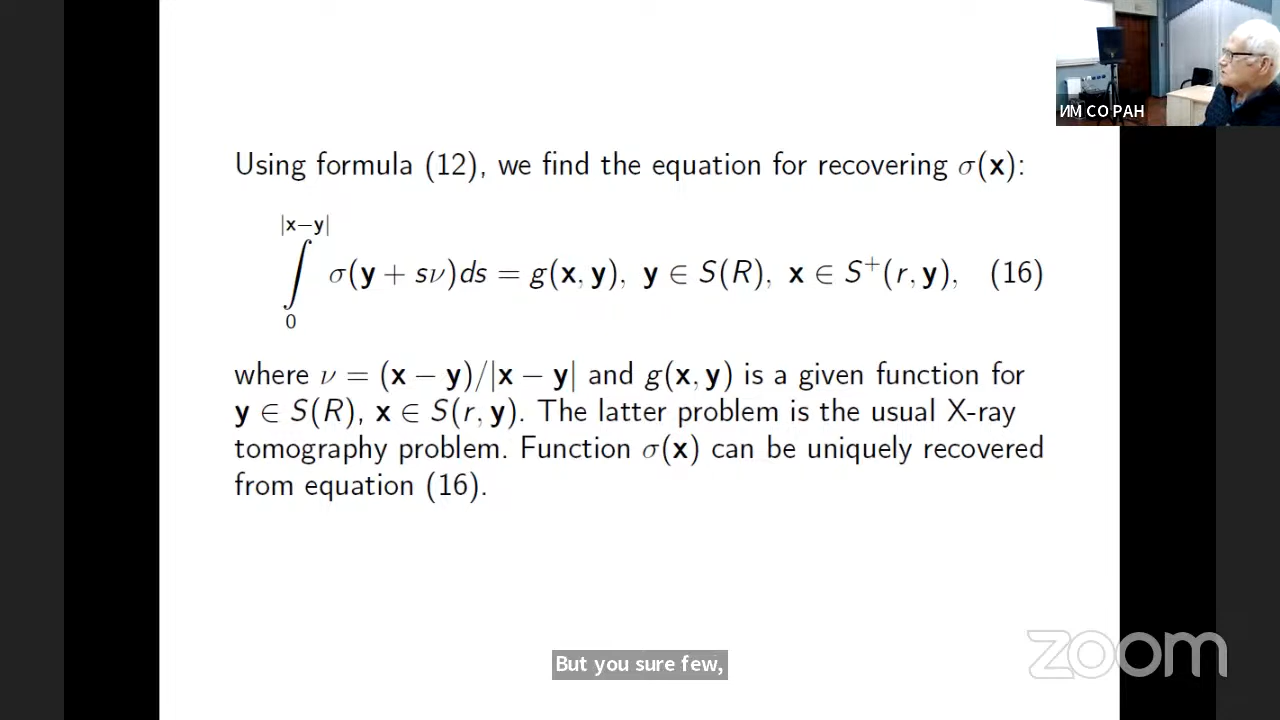 ИМ СО РАН
Using formula (12), we find the equation for recovering σ(x):
|x−y|
∫ σ(y + sν)ds = g(x, y), y ∈ S(R), x ∈ S⁺(r, y), (16)
0
where ν = (x − y)/|x − y| and g(x, y) is a given function for
y ∈ S(R), x ∈ S(r, y). The latter problem is the usual X-ray
tomography problem. Function σ(x) can be uniquely recovered
from equation (16).
zoom
But you sure few,